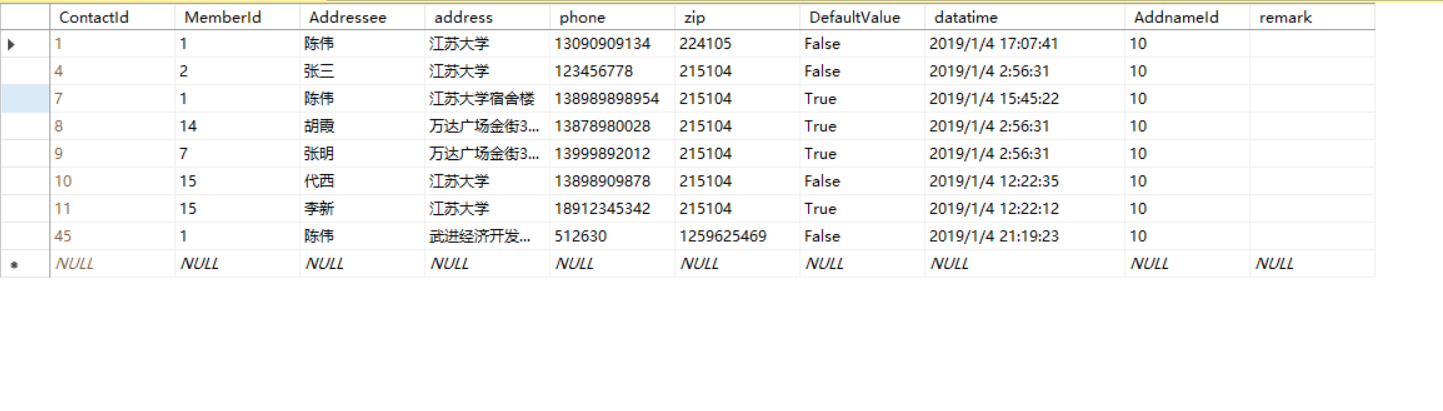 ContactId MemberId Addressee address phone zip DefaultValue datatime AddnameId remark
1 1 陈伟 江苏大学 13090909134 224105 False 2019/1/4 17:07:41 10
4 2 张三 江苏大学 123456778 215104 False 2019/1/4 2:56:31 10
7 1 陈伟 江苏大学宿舍楼 138989898954 215104 True 2019/1/4 15:45:22 10
8 14 胡霞 万达广场金街3... 13878980028 215104 True 2019/1/4 2:56:31 10
9 7 张明 万达广场金街3... 13999892012 215104 True 2019/1/4 2:56:31 10
10 15 代西 江苏大学 13898909878 215104 False 2019/1/4 12:22:35 10
11 15 李新 江苏大学 18912345342 215104 True 2019/1/4 12:22:12 10
45 1 陈伟 武进经济开发... 512630 1259625469 False 2019/1/4 21:19:23 10
NULL NULL NULL NULL NULL NULL NULL NULL NULL NULL